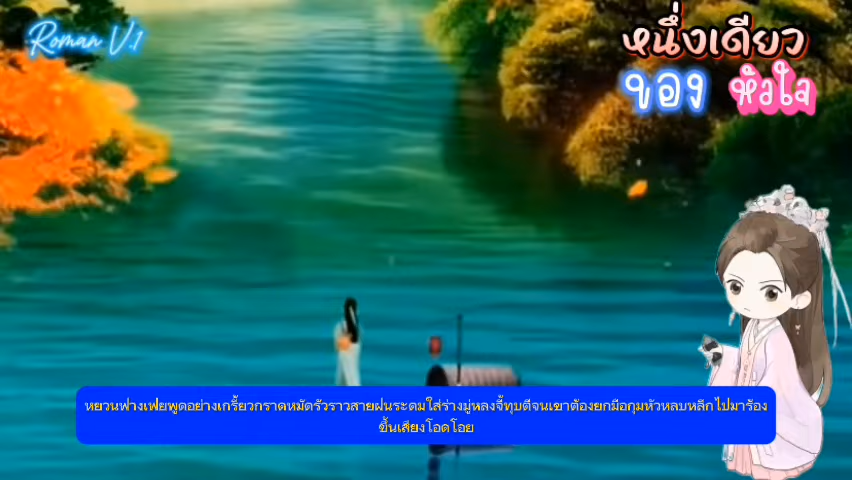 Roman V.1
หนึ่งเดียว
ของ หัวใจ
หยวนฟางเฟยพูดอย่างเกรี้ยวกราดหมัดรัวราวสายฝนระดมใส่ร่างมู่หลงจี้ทุบตีจนเขาต้องยกมือกุมหัวหลบหลีกไปมาร้อง
ขึ้นเสียงโอดโอย